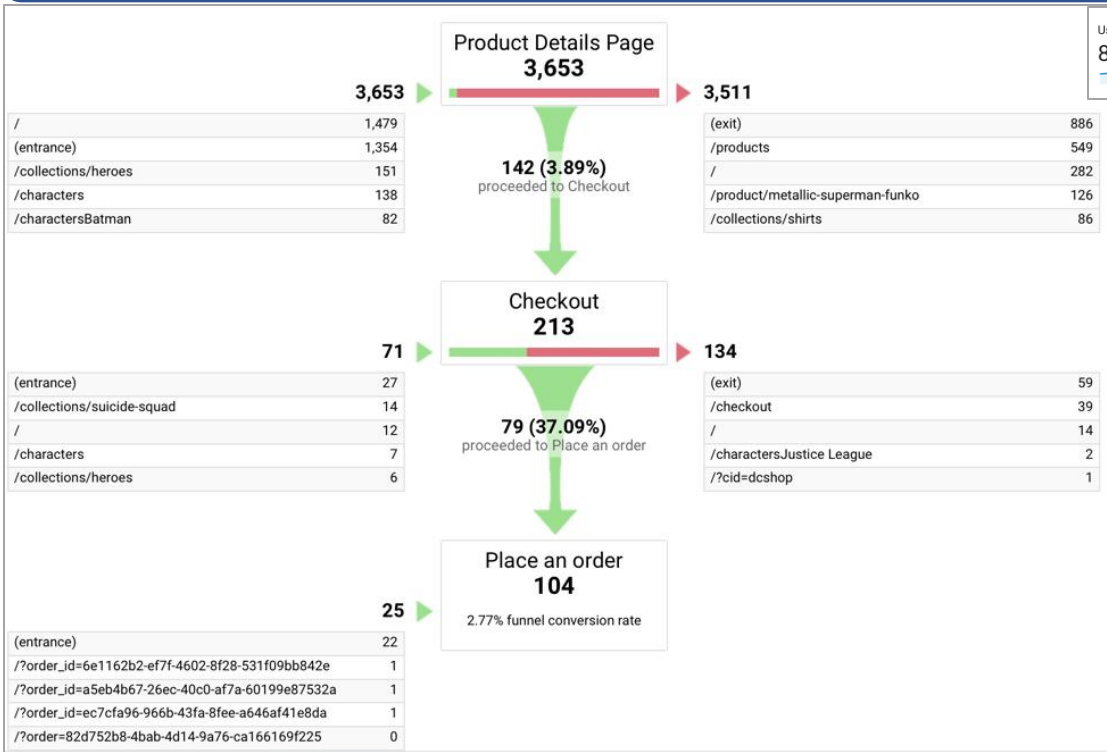 Product Details Page
3,653
3,653
3,511
/ 1,479
(entrance) 1,354
/collections/heroes 151
/characters 138
/charactersBatman 82
142 (3.89%)
proceeded to Checkout
(exit) 886
/products 549
/ 282
/product/metallic-superman-funko 126
/collections/shirts 86
Checkout
213
71
134
(entrance) 27
/collections/suicide-squad 14
/ 12
/characters 7
/collections/heroes 6
79 (37.09%)
proceeded to Place an order
(exit) 59
/checkout 39
/ 14
/charactersJustice League 2
/?cid=dcshop 1
Place an order
104
2.77% funnel conversion rate
25
(entrance) 22
/?order_id=6e1162b2-ef7f-4602-8f28-531f09bb842e 1
/?order_id=a5eb4b67-26ec-40c0-af7a-60199e87532a 1
/?order_id=ec7cfa96-966b-43fa-8fee-a646af41e8da 1
/?order=82d752b8-4bab-4d14-9a76-ca166169f225 0